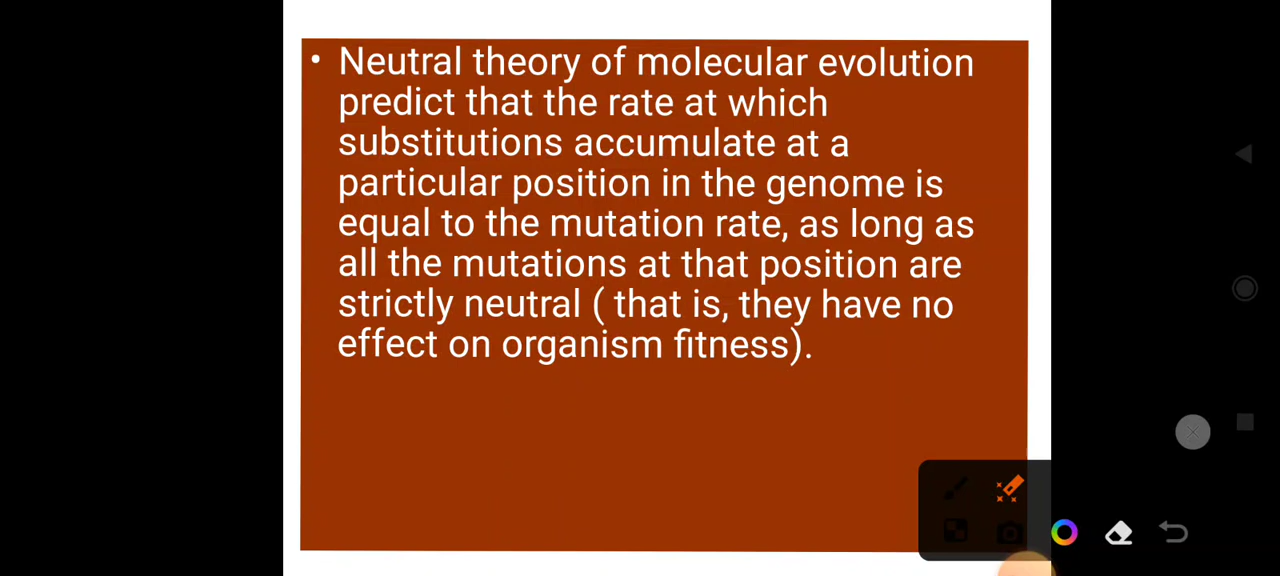 • Neutral theory of molecular evolution
predict that the rate at which
substitutions accumulate at a
particular position in the genome is
equal to the mutation rate, as long as
all the mutations at that position are
strictly neutral ( that is, they have no
effect on organism fitness).